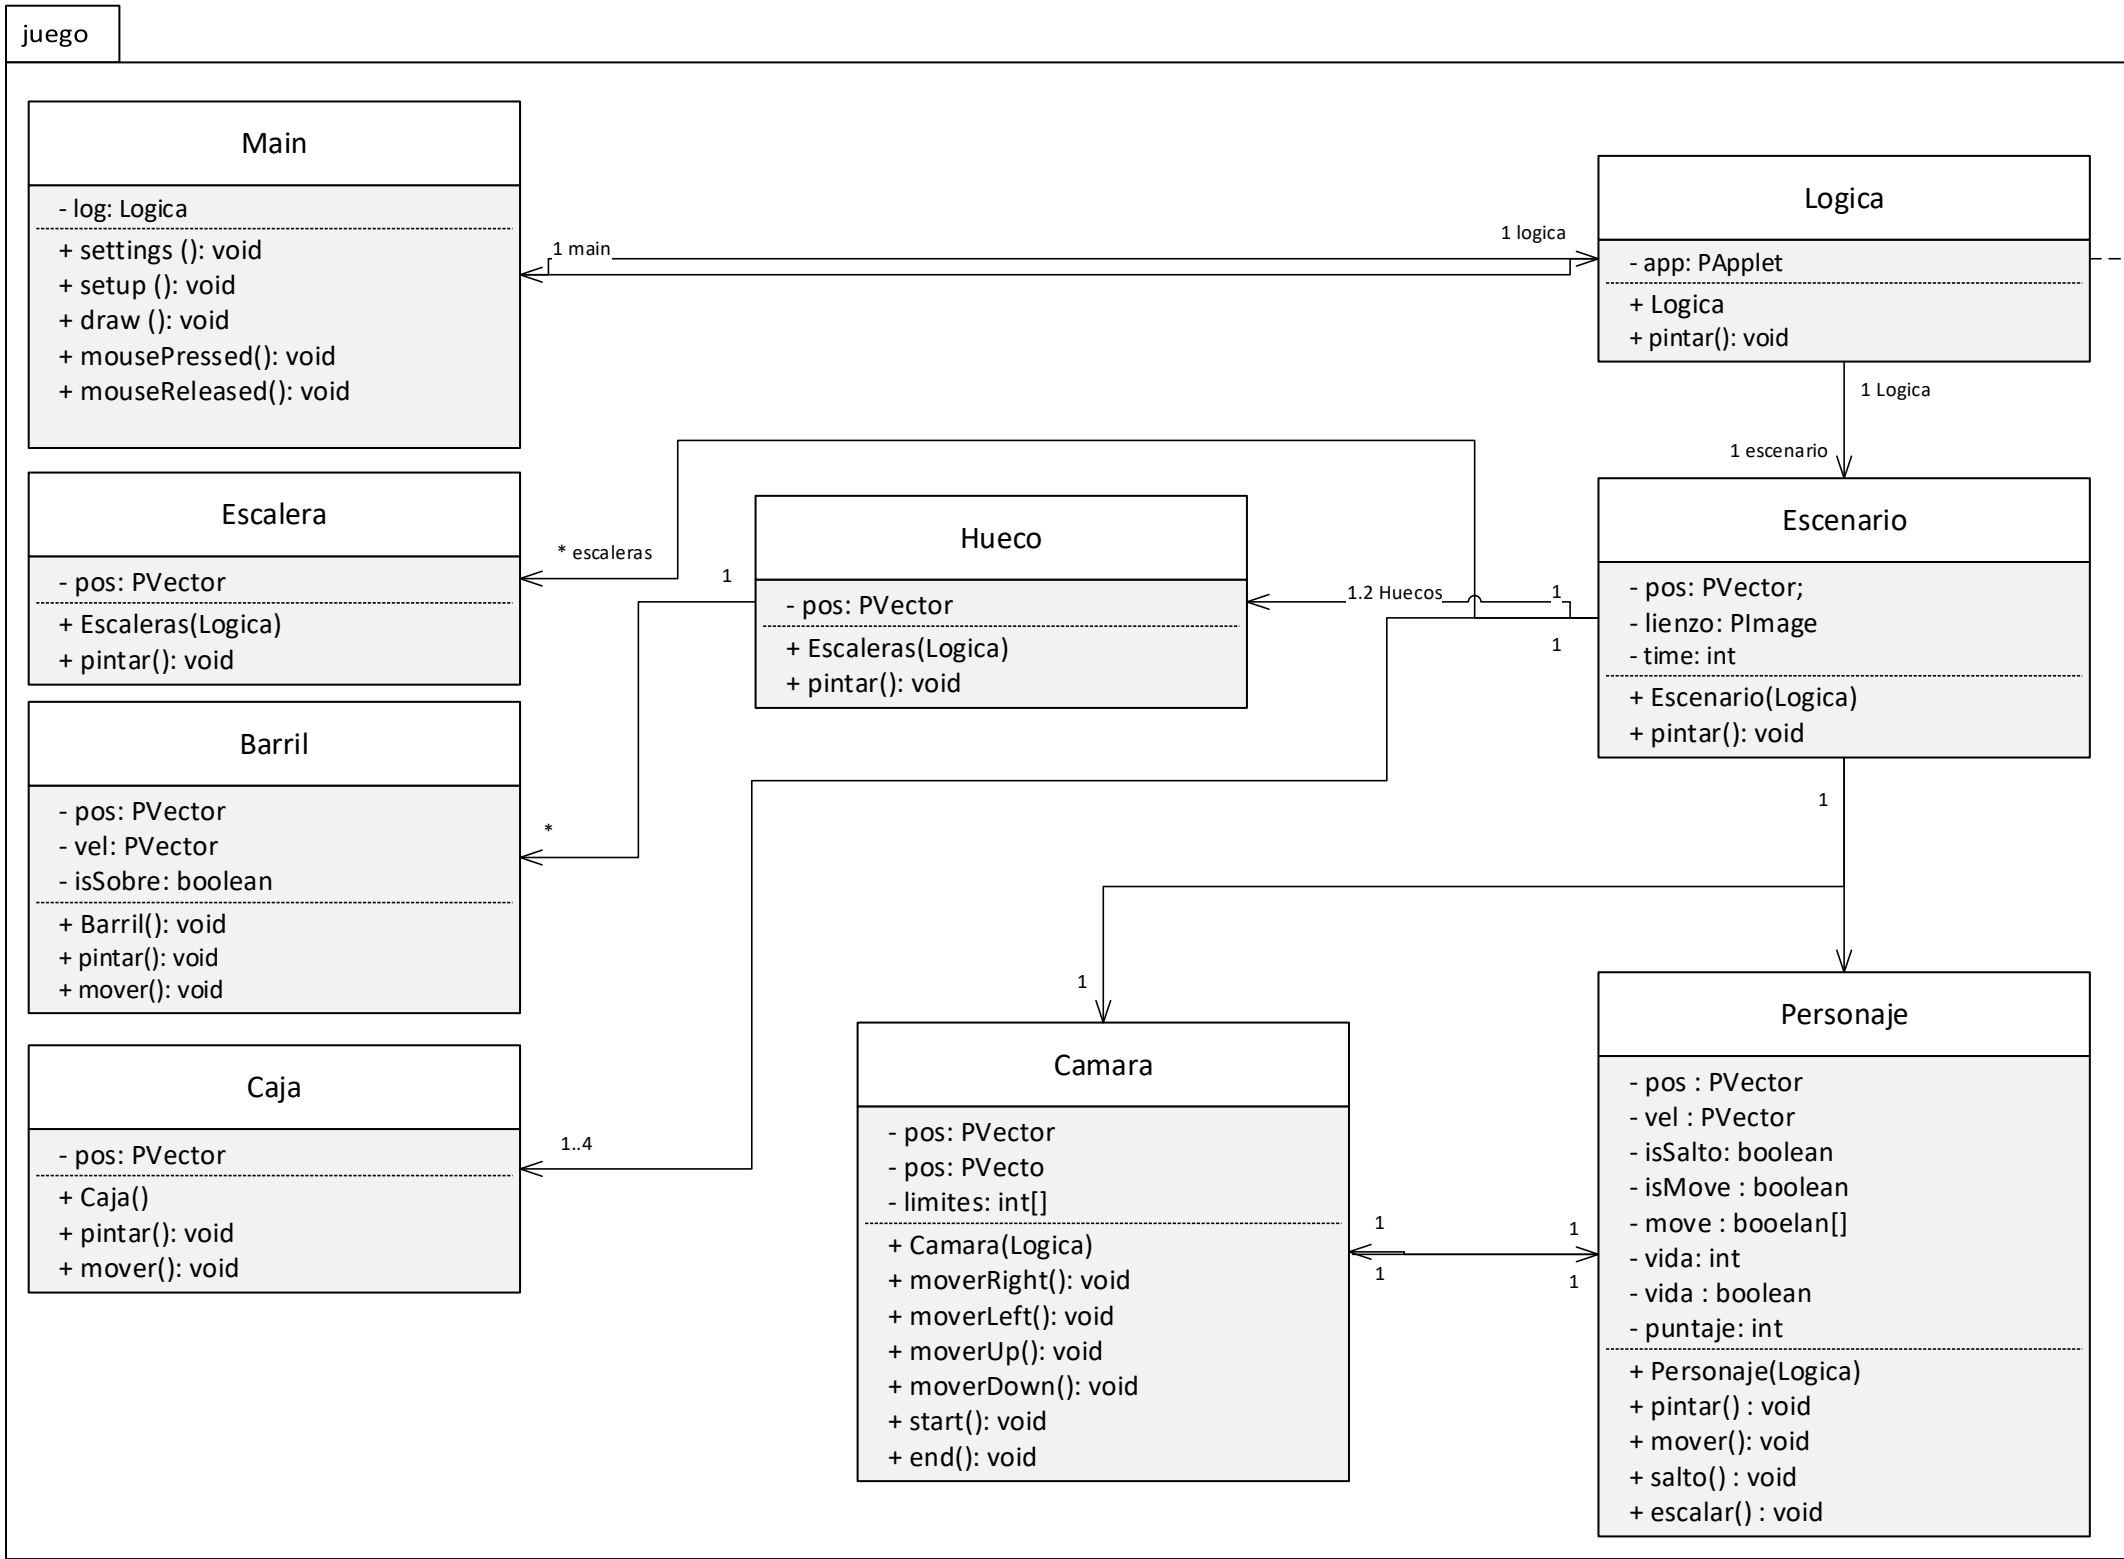 juego
Main
- log: Logica
+ settings (): void
+ setup (): void
+ draw (): void
+ mousePressed(): void
+ mouseReleased(): void
1 main
1 logica
Logica
- app: PApplet
+ Logica
+ pintar(): void
1 Logica
1 escenario
Escalera
- pos: PVector
+ Escaleras(Logica)
+ pintar(): void
* escaleras
1
Hueco
- pos: PVector
+ Escaleras(Logica)
+ pintar(): void
1.2 Huecos
1
1
Escenario
- pos: PVector;
- lienzo: PImage
- time: int
+ Escenario(Logica)
+ pintar(): void
1
Barril
- pos: PVector
- vel: PVector
- isSobre: boolean
+ Barril(): void
+ pintar(): void
+ mover(): void
*
Caja
- pos: PVector
+ Caja()
+ pintar(): void
+ mover(): void
1..4
1
Camara
- pos: PVector
- pos: PVecto
- limites: int[]
+ Camara(Logica)
+ moverRight(): void
+ moverLeft(): void
+ moverUp(): void
+ moverDown(): void
+ start(): void
+ end(): void
1
1
1
1
Personaje
- pos : PVector
- vel : PVector
- isSalto: boolean
- isMove : boolean
- move : booelan[]
- vida: int
- vida : boolean
- puntaje: int
+ Personaje(Logica)
+ pintar() : void
+ mover(): void
+ salto() : void
+ escalar() : void